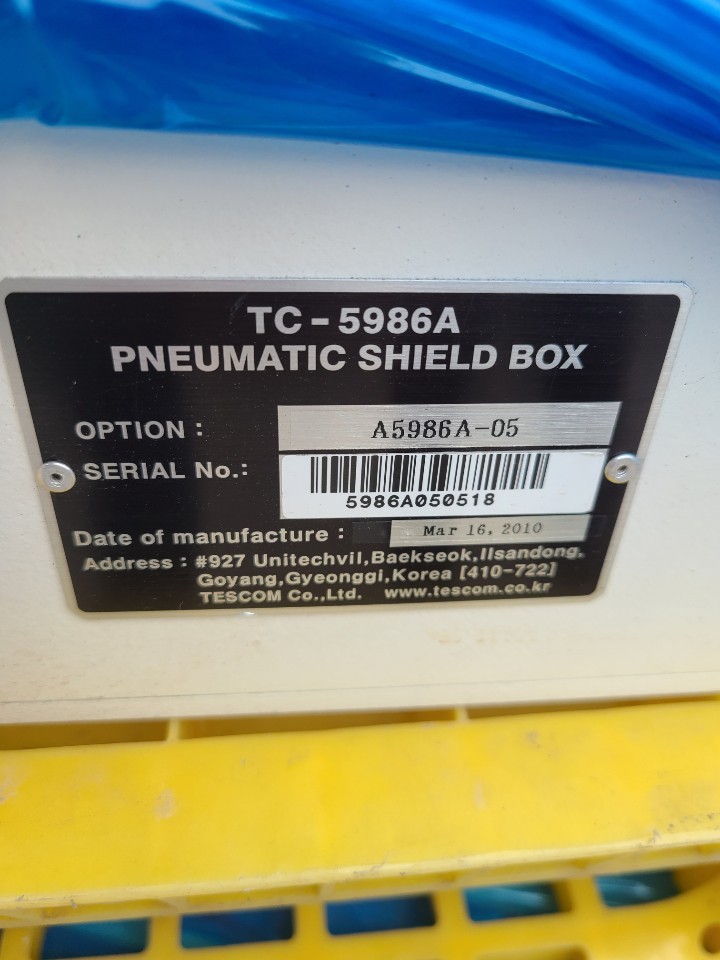 TC-5986A
PNEUMATIC SHIELD BOX
OPTION : A5986A-05
SERIAL No.: 5986A050518
Date of manufacture : Mar 16, 2010
Address : #927 Unitechvil,Baekseok,Ilsandong,
Goyang,Gyeonggi,Korea [410-722]
TESCOM Co.,Ltd. www.tescom.co.kr